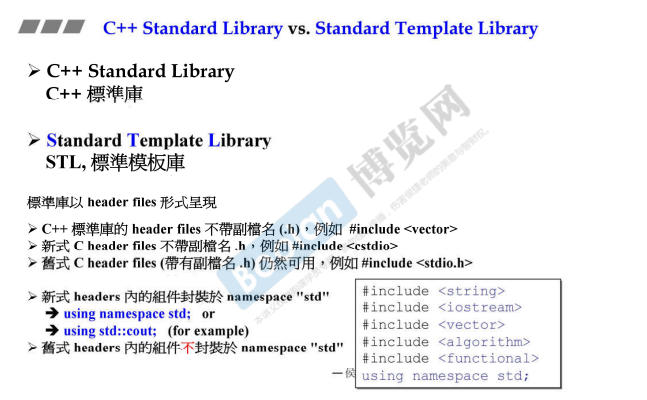 C++ Standard Library vs. Standard Template Library
➢ C++ Standard Library
C++ 標準庫
➢ Standard Template Library
STL, 標準模板庫
標準庫以 header files 形式呈現
➢ C++ 標準庫的 header files 不帶副檔名 (.h)，例如 #include <vector>
➢ 新式 C header files 不帶副檔名 .h，例如 #include <cstdio>
➢ 舊式 C header files (帶有副檔名 .h) 仍然可用，例如 #include <stdio.h>
➢ 新式 headers 內的組件封裝於 namespace "std"
➔ using namespace std; or
➔ using std::cout; (for example)
➢ 舊式 headers 內的組件不封裝於 namespace "std"
#include <string>
#include <iostream>
#include <vector>
#include <algorithm>
#include <functional>
using namespace std;
—侯
博览网